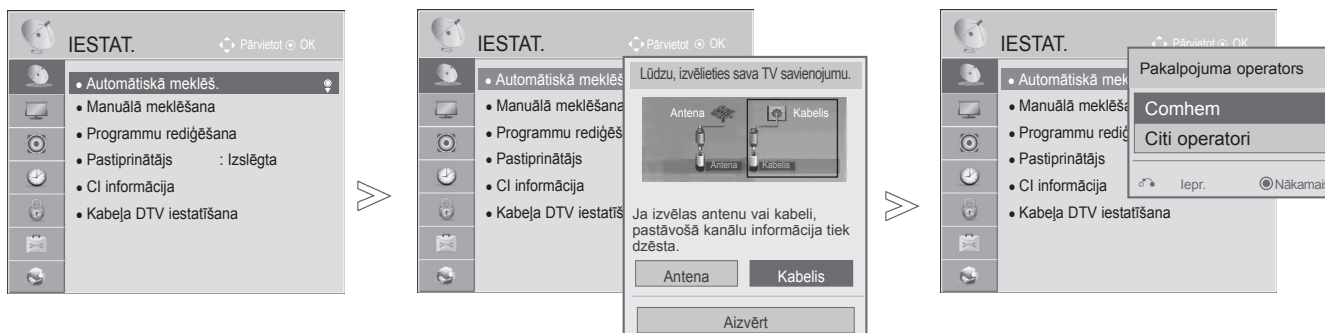 IESTAT.
Pārvietot OK
• Automātiskā meklēš.
• Manuālā meklēšana
• Programmu rediģēšana
• Pastiprinātājs : Izslēgta
• CI informācija
• Kabeļa DTV iestatīšana
IESTAT.
Pārvietot OK
• Automātiskā meklēš
• Manuālā meklēšana
• Programmu rediģēš
• Pastiprinātājs
• CI informācija
• Kabeļa DTV iestatīš
Lūdzu, izvēlieties sava TV savienojumu.
Antena Kabelis
Antena Kabelis
Ja izvēlas antenu vai kabeli,
pastāvošā kanālu informācija tiek
dzēsta.
Antena Kabelis
Aizvērt
IESTAT.
Pārvietot OK
• Automātiskā mek
• Manuālā meklēša
• Programmu rediģ
• Pastiprinātājs
• CI informācija
• Kabeļa DTV iestatīšana
Pakalpojuma operators
Comhem
Citi operatori
Iepr. Nākamais